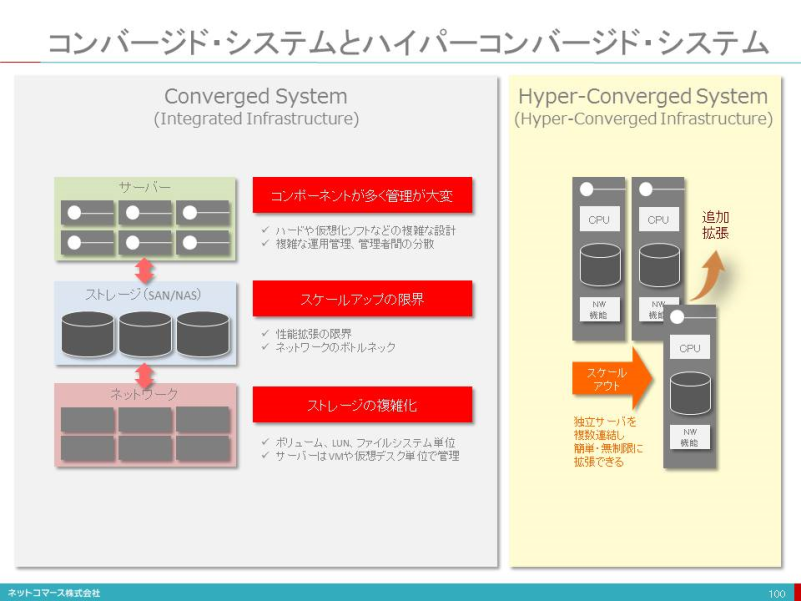 コンバージド・システムとハイパーコンバージド・システム
Converged System
(Integrated Infrastructure)
サーバー
コンポーネントが多く管理が大変
✓ ハードや仮想化ソフトなどの複雑な設計
✓ 複雑な運用管理、管理者間の分散
ストレージ(SAN/NAS)
スケールアップの限界
✓ 性能拡張の限界
✓ ネットワークのボトルネック
ネットワーク
ストレージの複雑化
✓ ボリューム、LUN、ファイルシステム単位
✓ サーバーはVMや仮想デスク単位で管理
Hyper-Converged System
(Hyper-Converged Infrastructure)
CPU
NW
機能
CPU
NW
機能
追加
拡張
CPU
NW
機能
スケール
アウト
独立サーバを
複数連結し
簡単・無制限に
拡張できる
ネットコマース株式会社
100